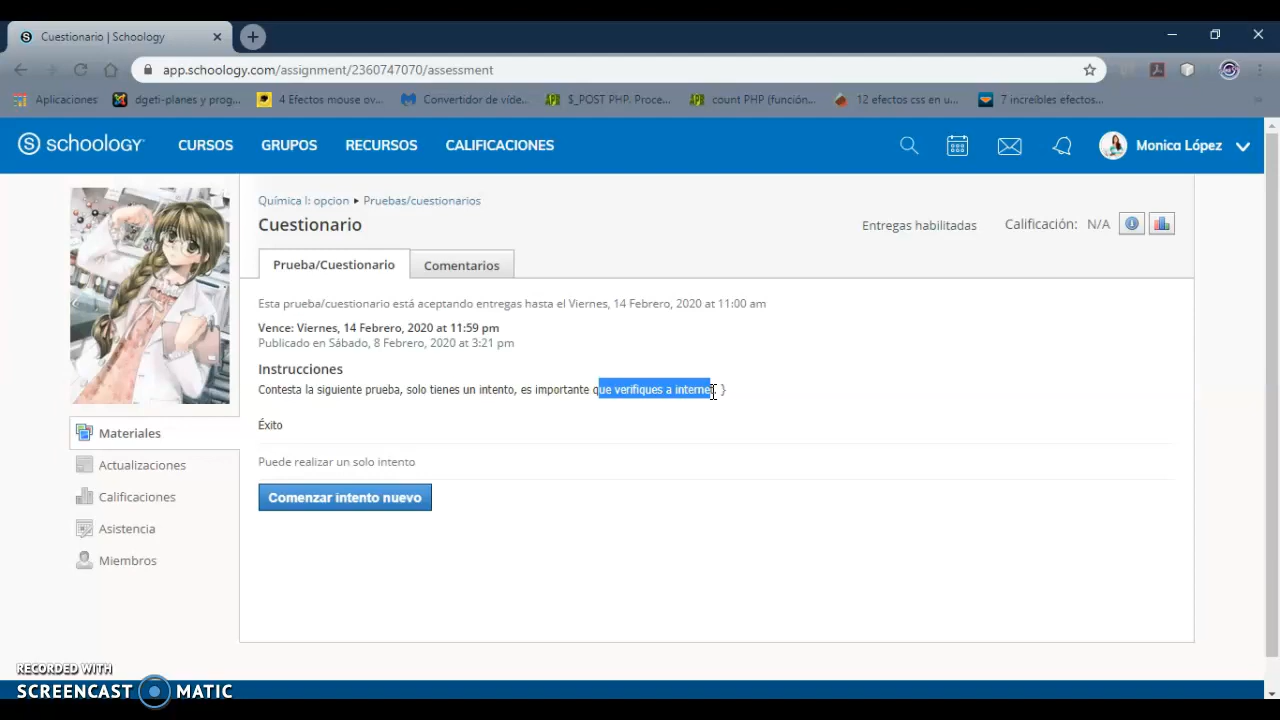 Cuestionario | Schoology
app.schoology.com/assignment/2360747070/assessment
Aplicaciones
dgeti-planes y prog...
4 Efectos mouse ov...
Convertidor de víde...
$_POST PHP. Proce...
count PHP (función...
12 efectos css en u...
7 increíbles efectos...
schoology
CURSOS
GRUPOS
RECURSOS
CALIFICACIONES
Monica López
Química I: opcion ▸ Pruebas/cuestionarios
Cuestionario
Entregas habilitadas
Calificación: N/A
Prueba/Cuestionario
Comentarios
Esta prueba/cuestionario está aceptando entregas hasta el Viernes, 14 Febrero, 2020 at 11:00 am
Vence: Viernes, 14 Febrero, 2020 at 11:59 pm
Publicado en Sábado, 8 Febrero, 2020 at 3:21 pm
Instrucciones
Contesta la siguiente prueba, solo tienes un intento, es importante que verifiques a internet. }
Éxito
Puede realizar un solo intento
Comenzar intento nuevo
Materiales
Actualizaciones
Calificaciones
Asistencia
Miembros
RECORDED WITH
SCREENCAST MATIC